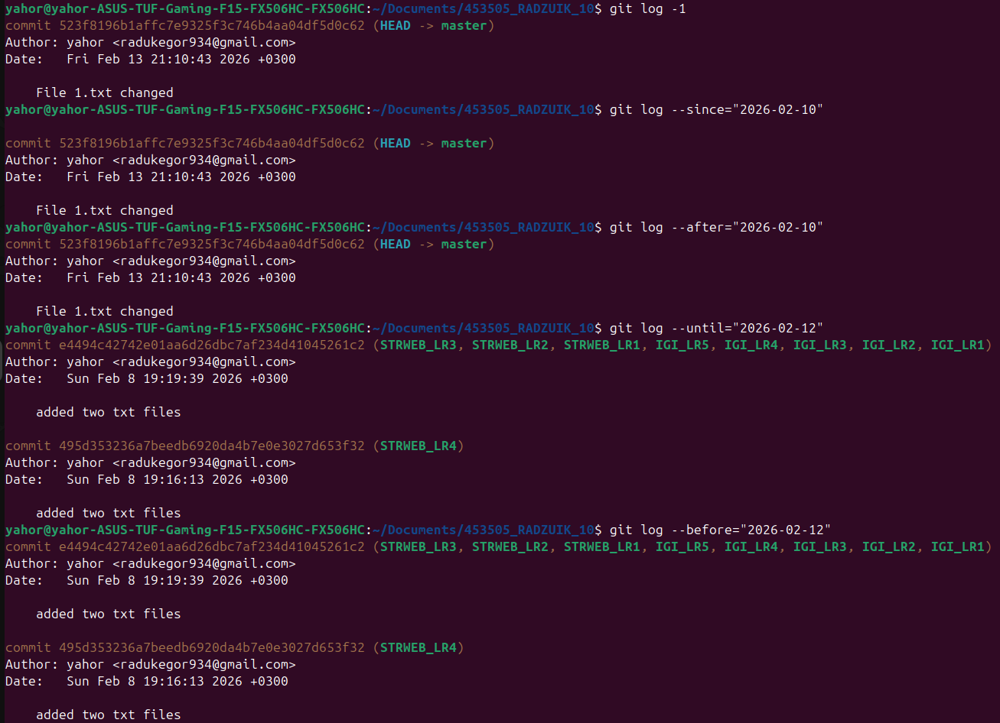 yahor@yahor-ASUS-TUF-Gaming-F15-FX506HC-FX506HC:~/Documents/453505_RADZUIK_10$ git log -1
commit 523f8196b1affc7e9325f3c746b4aa04df5d0c62 (HEAD -> master)
Author: yahor <radukegor934@gmail.com>
Date:   Fri Feb 13 21:10:43 2026 +0300

    File 1.txt changed
yahor@yahor-ASUS-TUF-Gaming-F15-FX506HC-FX506HC:~/Documents/453505_RADZUIK_10$ git log --since="2026-02-10"

commit 523f8196b1affc7e9325f3c746b4aa04df5d0c62 (HEAD -> master)
Author: yahor <radukegor934@gmail.com>
Date:   Fri Feb 13 21:10:43 2026 +0300

    File 1.txt changed
yahor@yahor-ASUS-TUF-Gaming-F15-FX506HC-FX506HC:~/Documents/453505_RADZUIK_10$ git log --after="2026-02-10"
commit 523f8196b1affc7e9325f3c746b4aa04df5d0c62 (HEAD -> master)
Author: yahor <radukegor934@gmail.com>
Date:   Fri Feb 13 21:10:43 2026 +0300

    File 1.txt changed
yahor@yahor-ASUS-TUF-Gaming-F15-FX506HC-FX506HC:~/Documents/453505_RADZUIK_10$ git log --until="2026-02-12"
commit e4494c42742e01aa6d26dbc7af234d41045261c2 (STRWEB_LR3, STRWEB_LR2, STRWEB_LR1, IGI_LR5, IGI_LR4, IGI_LR3, IGI_LR2, IGI_LR1)
Author: yahor <radukegor934@gmail.com>
Date:   Sun Feb 8 19:19:39 2026 +0300

    added two txt files

commit 495d353236a7beedb6920da4b7e0e3027d653f32 (STRWEB_LR4)
Author: yahor <radukegor934@gmail.com>
Date:   Sun Feb 8 19:16:13 2026 +0300

    added two txt files
yahor@yahor-ASUS-TUF-Gaming-F15-FX506HC-FX506HC:~/Documents/453505_RADZUIK_10$ git log --before="2026-02-12"
commit e4494c42742e01aa6d26dbc7af234d41045261c2 (STRWEB_LR3, STRWEB_LR2, STRWEB_LR1, IGI_LR5, IGI_LR4, IGI_LR3, IGI_LR2, IGI_LR1)
Author: yahor <radukegor934@gmail.com>
Date:   Sun Feb 8 19:19:39 2026 +0300

    added two txt files

commit 495d353236a7beedb6920da4b7e0e3027d653f32 (STRWEB_LR4)
Author: yahor <radukegor934@gmail.com>
Date:   Sun Feb 8 19:16:13 2026 +0300

    added two txt files